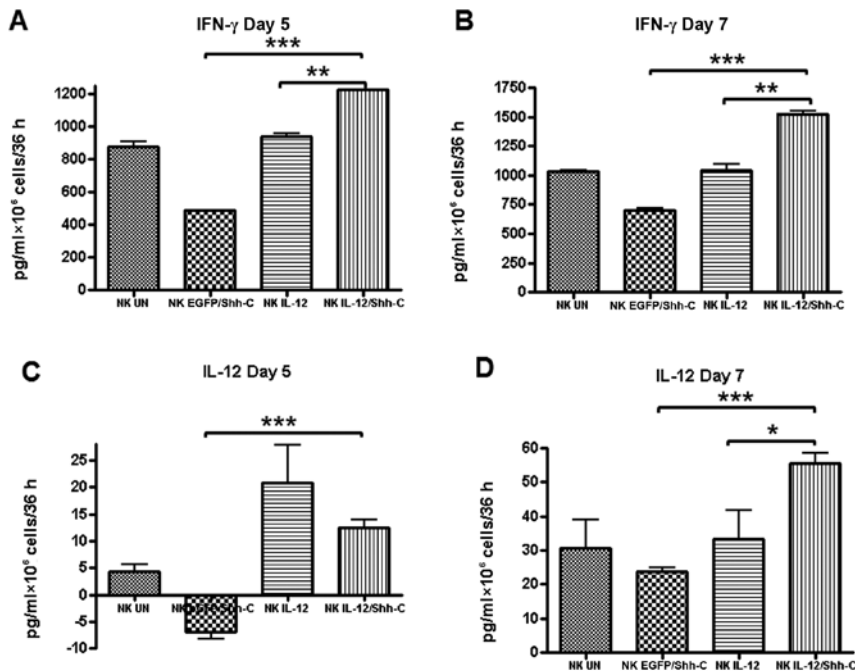 A
IFN-γ Day 5
***
**
pg/ml×10⁶ cells/36 h
1200
1000
800
600
400
200
0
NK UN NK EGFP/Shh-C NK IL-12 NK IL-12/Shh-C
B
IFN-γ Day 7
***
**
pg/ml×10⁶ cells/36 h
1750
1500
1250
1000
750
500
250
0
NK UN NK EGFP/Shh-C NK IL-12 NK IL-12/Shh-C
C
IL-12 Day 5
***
pg/ml×10⁶ cells/36 h
25
20
15
10
5
0
-5
-10
NK UN NK EGFP/Shh-C NK IL-12 NK IL-12/Shh-C
D
IL-12 Day 7
***
*
pg/ml×10⁶ cells/36 h
60
50
40
30
20
10
0
NK UN NK EGFP/Shh-C NK IL-12 NK IL-12/Shh-C